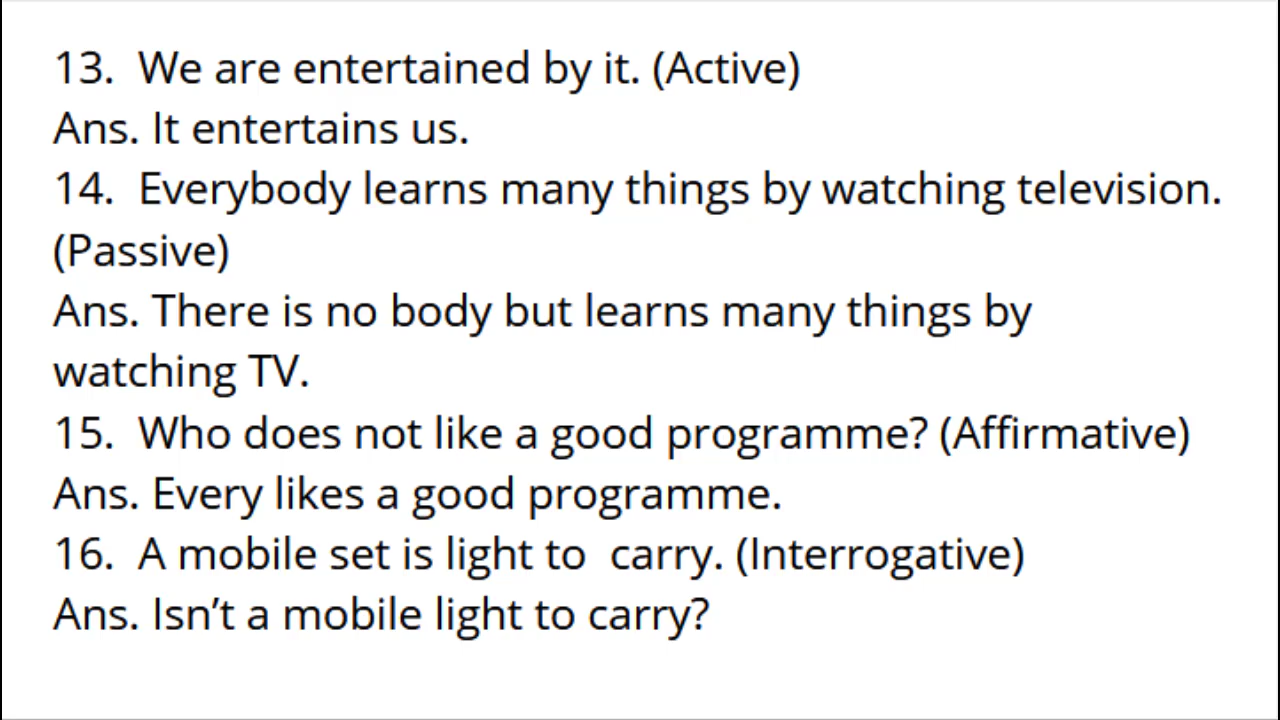 13. We are entertained by it. (Active)
Ans. It entertains us.
14. Everybody learns many things by watching television.
(Passive)
Ans. There is no body but learns many things by
watching TV.
15. Who does not like a good programme? (Affirmative)
Ans. Every likes a good programme.
16. A mobile set is light to carry. (Interrogative)
Ans. Isn’t a mobile light to carry?